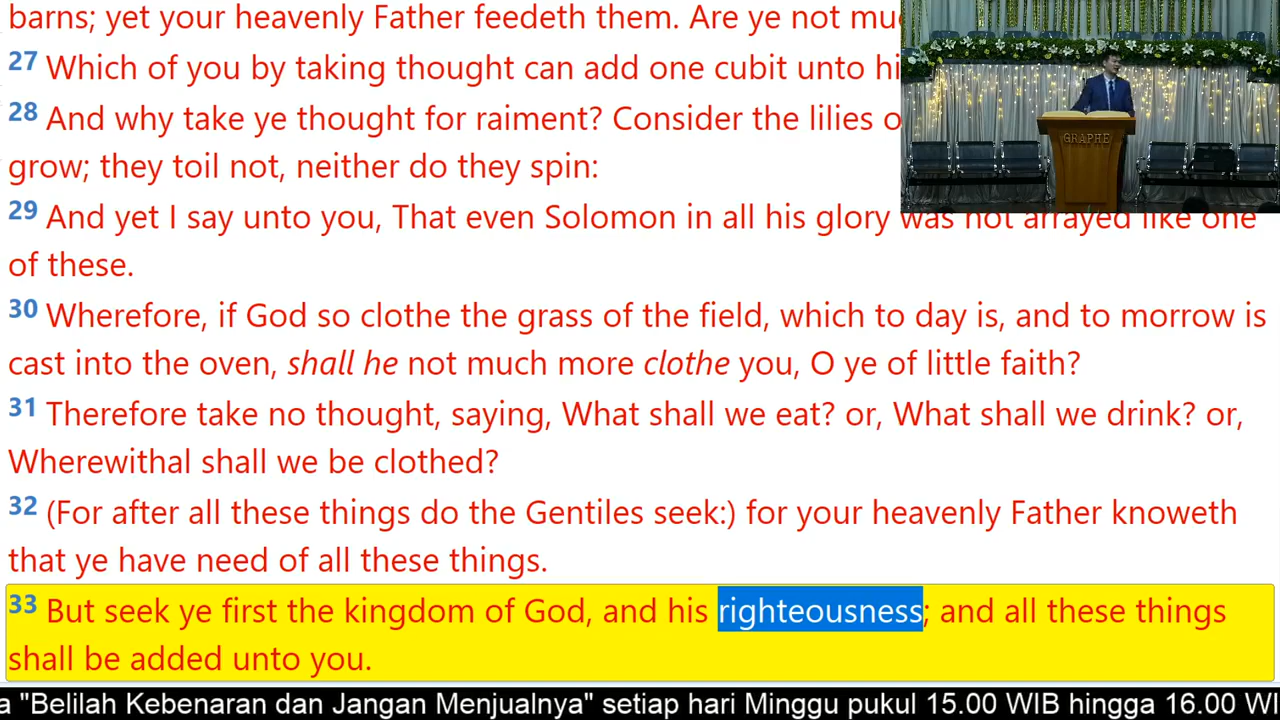 barns; yet your heavenly Father feedeth them. Are ye not
27 Which of you by taking thought can add one cubit unto
28 And why take ye thought for raiment? Consider the lilies
grow; they toil not, neither do they spin:
29 And yet I say unto you, That even Solomon in all his glory was not arrayed like one
of these.
30 Wherefore, if God so clothe the grass of the field, which to day is, and to morrow is
cast into the oven, shall he not much more clothe you, O ye of little faith?
31 Therefore take no thought, saying, What shall we eat? or, What shall we drink? or,
Wherewithal shall we be clothed?
32 (For after all these things do the Gentiles seek:) for your heavenly Father knoweth
that ye have need of all these things.
33 But seek ye first the kingdom of God, and his righteousness; and all these things
shall be added unto you.
GRAPHE
a "Belilah Kebenaran dan Jangan Menjualnya" setiap hari Minggu pukul 15.00 WIB hingga 16.00 WI